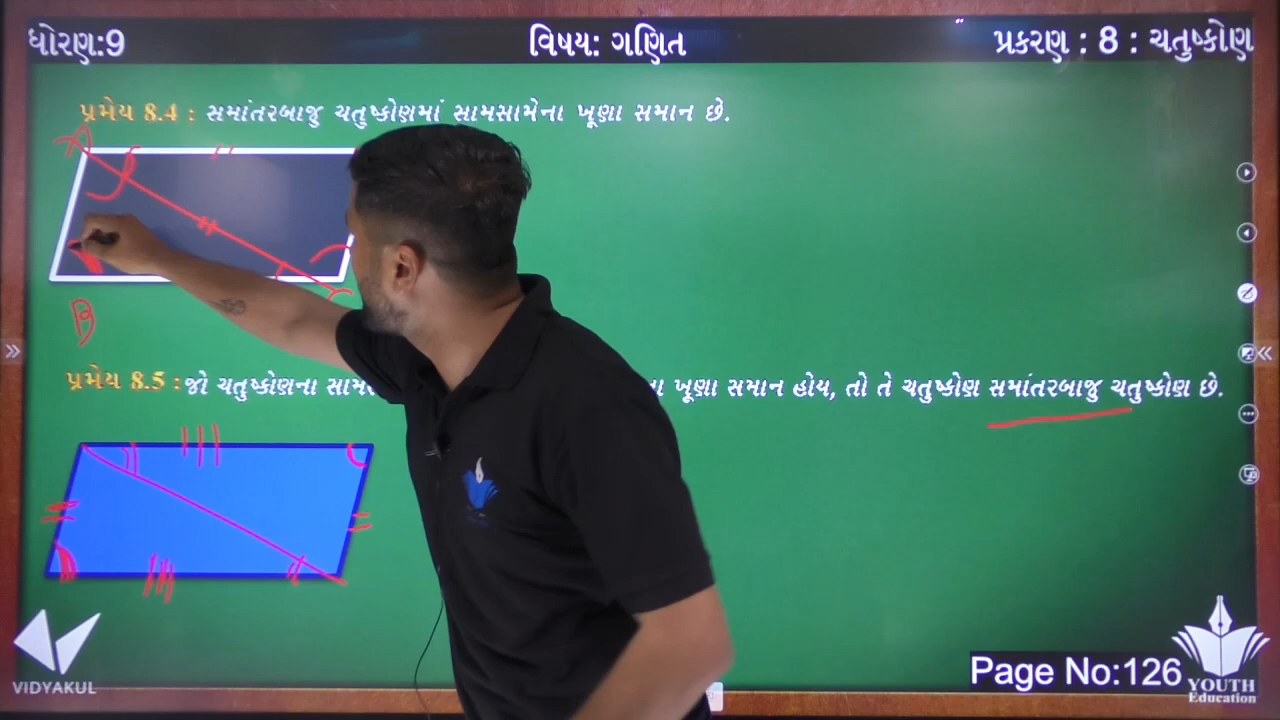 ધોરણ:9 વિષય: ગણિત પ્રકરણ : 8 : ચતુષ્કોણ
પ્રમેય 8.4 : સમાંતરબાજુ ચતુષ્કોણમાં સામસામેના ખૂણા સમાન છે.
A
B
પ્રમેય 8.5 : જો ચતુષ્કોણના ખૂણા સમાન હોય, તો તે ચતુષ્કોણ સમાંતરબાજુ ચતુષ્કોણ છે.
VIDYAKUL
Page No:126
YOUTH
Education